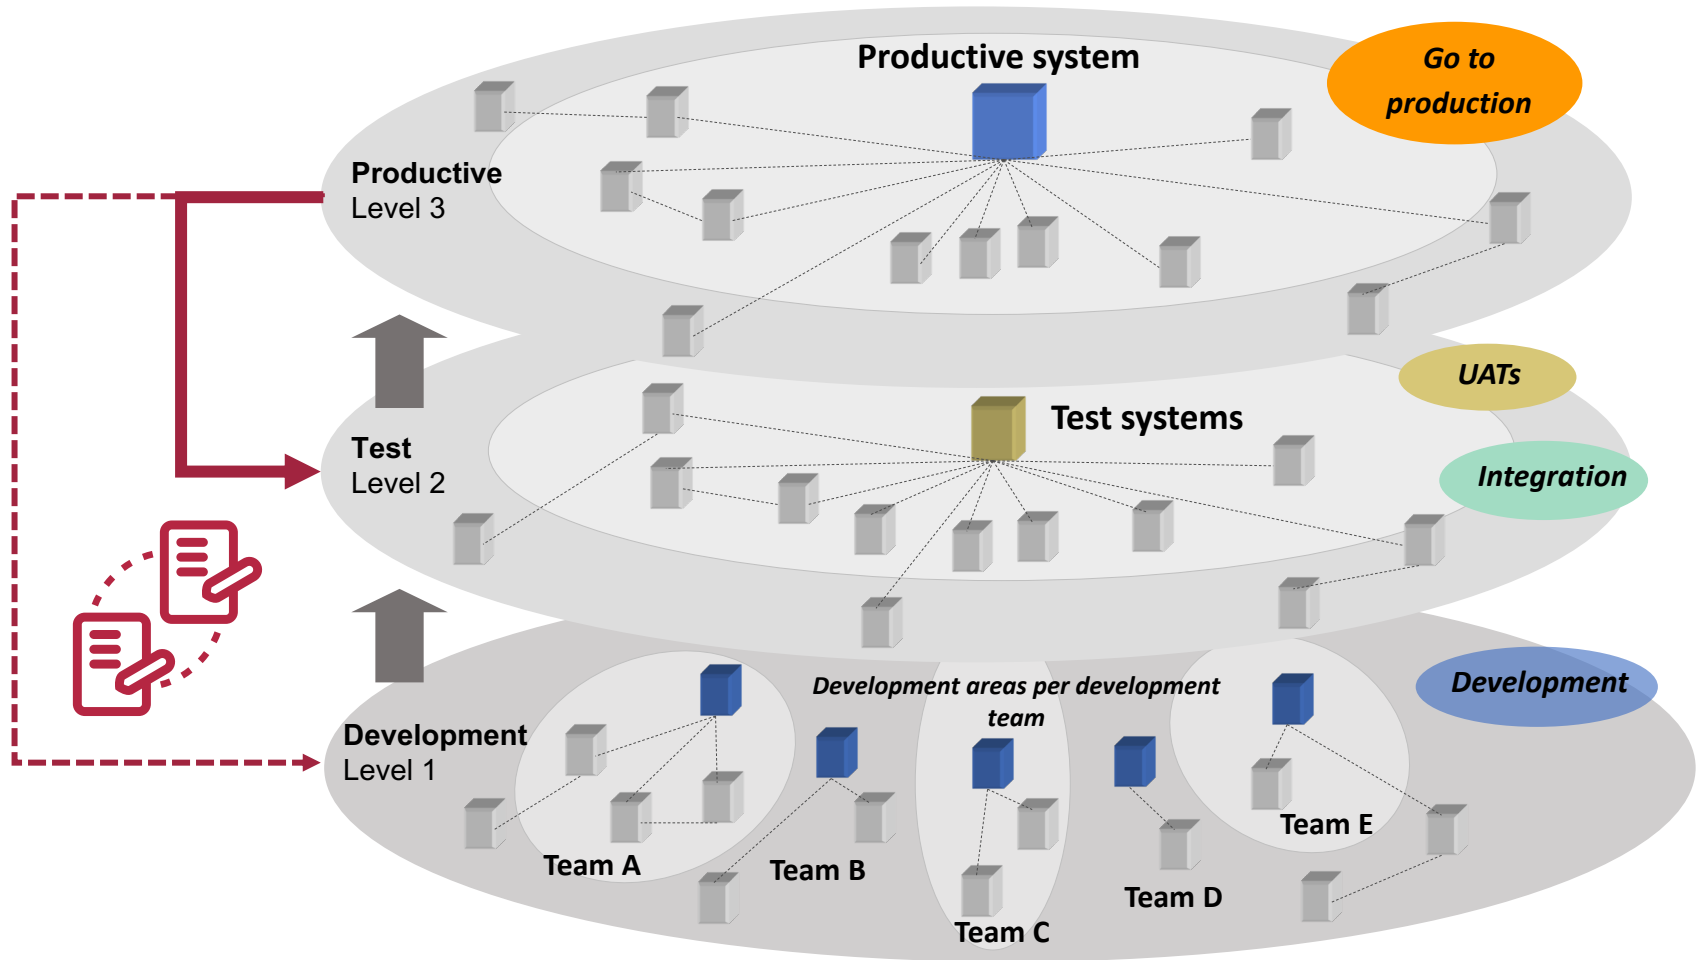 Productive system
Go to
production
Productive
Level 3
UATs
Test systems
Test
Level 2
Integration
Development areas per development
team
Development
Development
Level 1
Team A
Team B
Team C
Team D
Team E